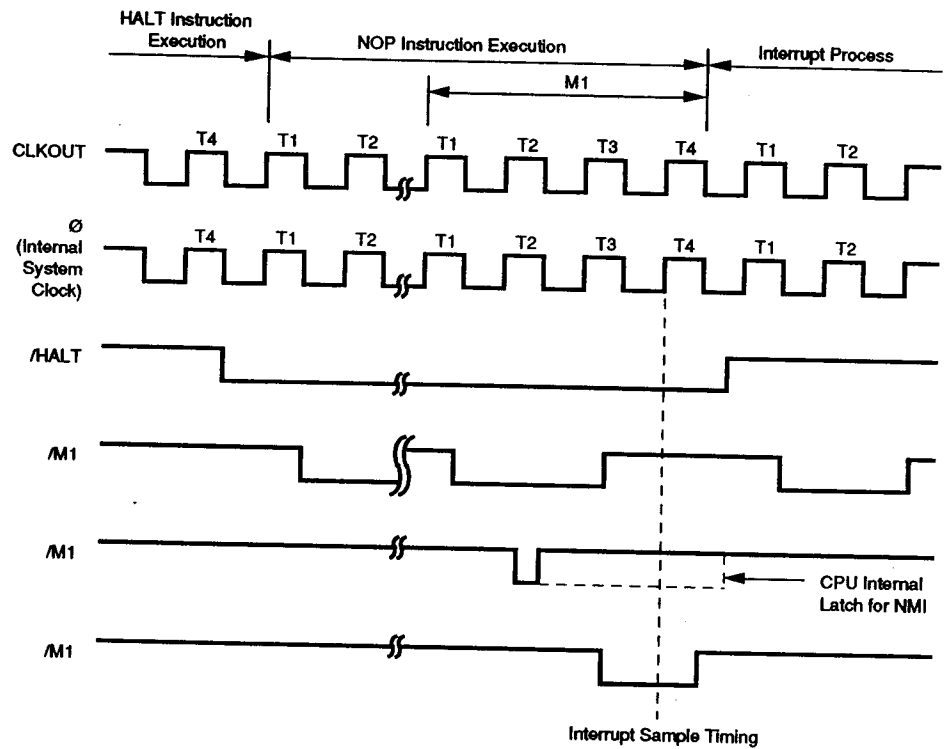 HALT Instruction
Execution
NOP Instruction Execution
Interrupt Process
M1
CLKOUT
T4 T1 T2 T1 T2 T3 T4 T1 T2
Ø
(Internal
System
Clock)
T4 T1 T2 T1 T2 T3 T4 T1 T2
/HALT
/M1
/M1
CPU Internal
Latch for NMI
/M1
Interrupt Sample Timing